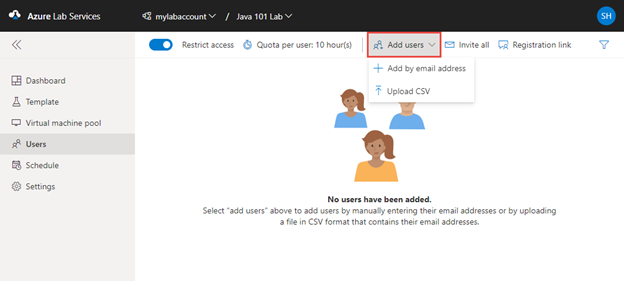 Azure Lab Services mylabaccount / Java 101 Lab SH
Restrict access Quota per user: 10 hour(s) Add users Invite all Registration link
Add by email address
Upload CSV
Dashboard
Template
Virtual machine pool
Users
Schedule
Settings
No users have been added.
Select "add users" above to add users by manually entering their email addresses or by uploading
a file in CSV format that contains their email addresses.